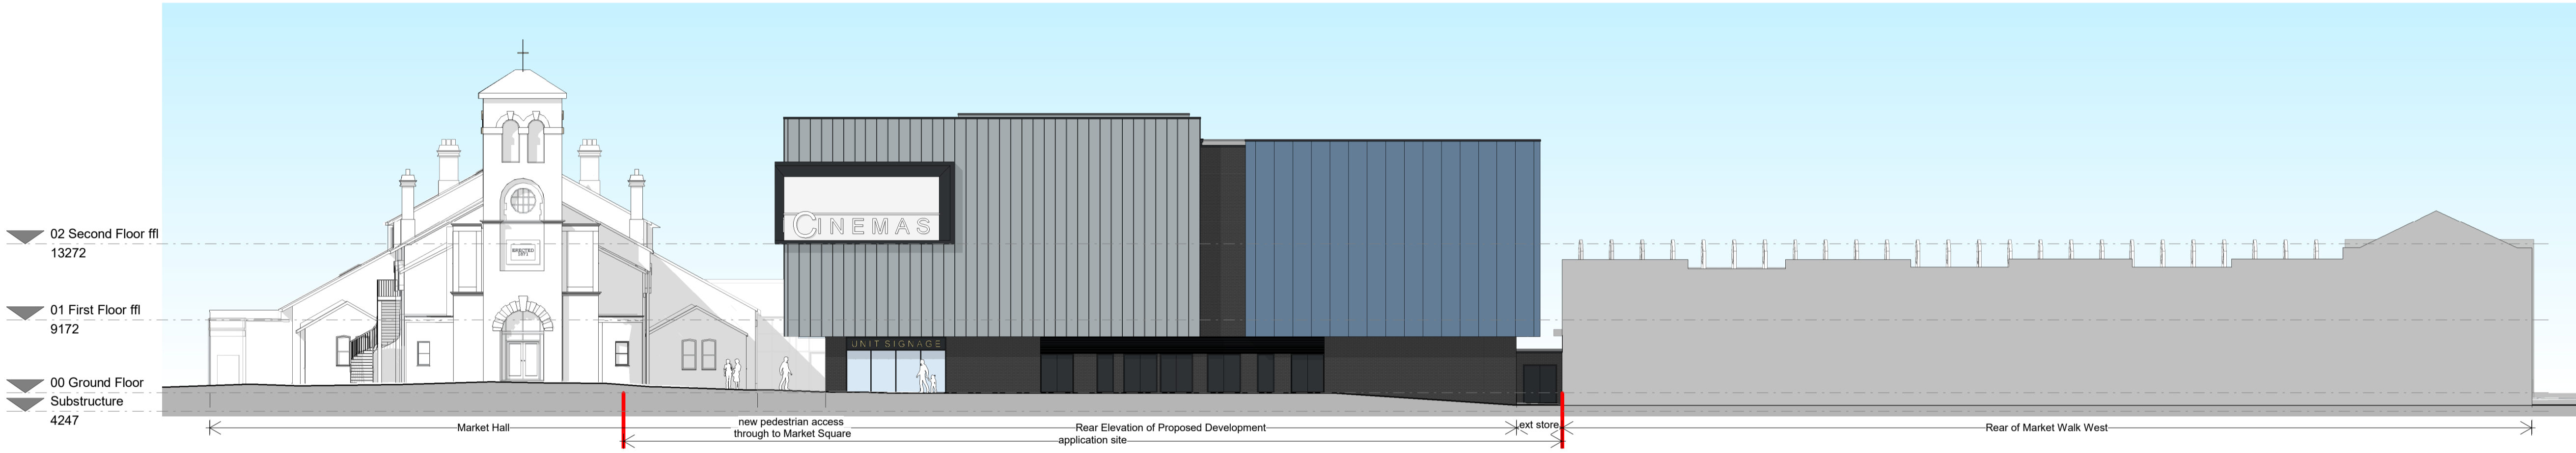 02 Second Floor ffl
13272
01 First Floor ffl
9172
00 Ground Floor
Substructure
4247
ERECTED
1871
CINEMAS
UNIT SIGNAGE
Market Hall
new pedestrian access
through to Market Square
Rear Elevation of Proposed Development
ext store
Rear of Market Walk West
application site